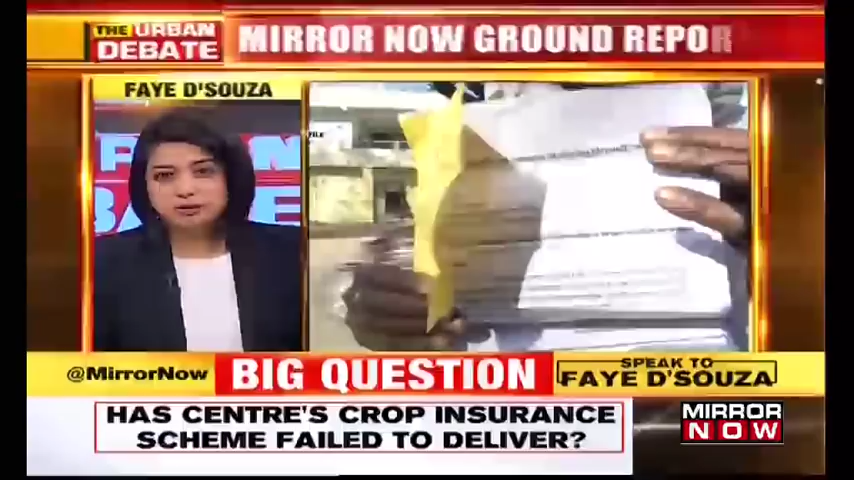 THE URBAN
DEBATE
MIRROR NOW GROUND REPOR
FAYE D'SOUZA
FILE
@MirrorNow
BIG QUESTION
SPEAK TO
FAYE D'SOUZA
HAS CENTRE'S CROP INSURANCE
SCHEME FAILED TO DELIVER?
MIRROR
NOW